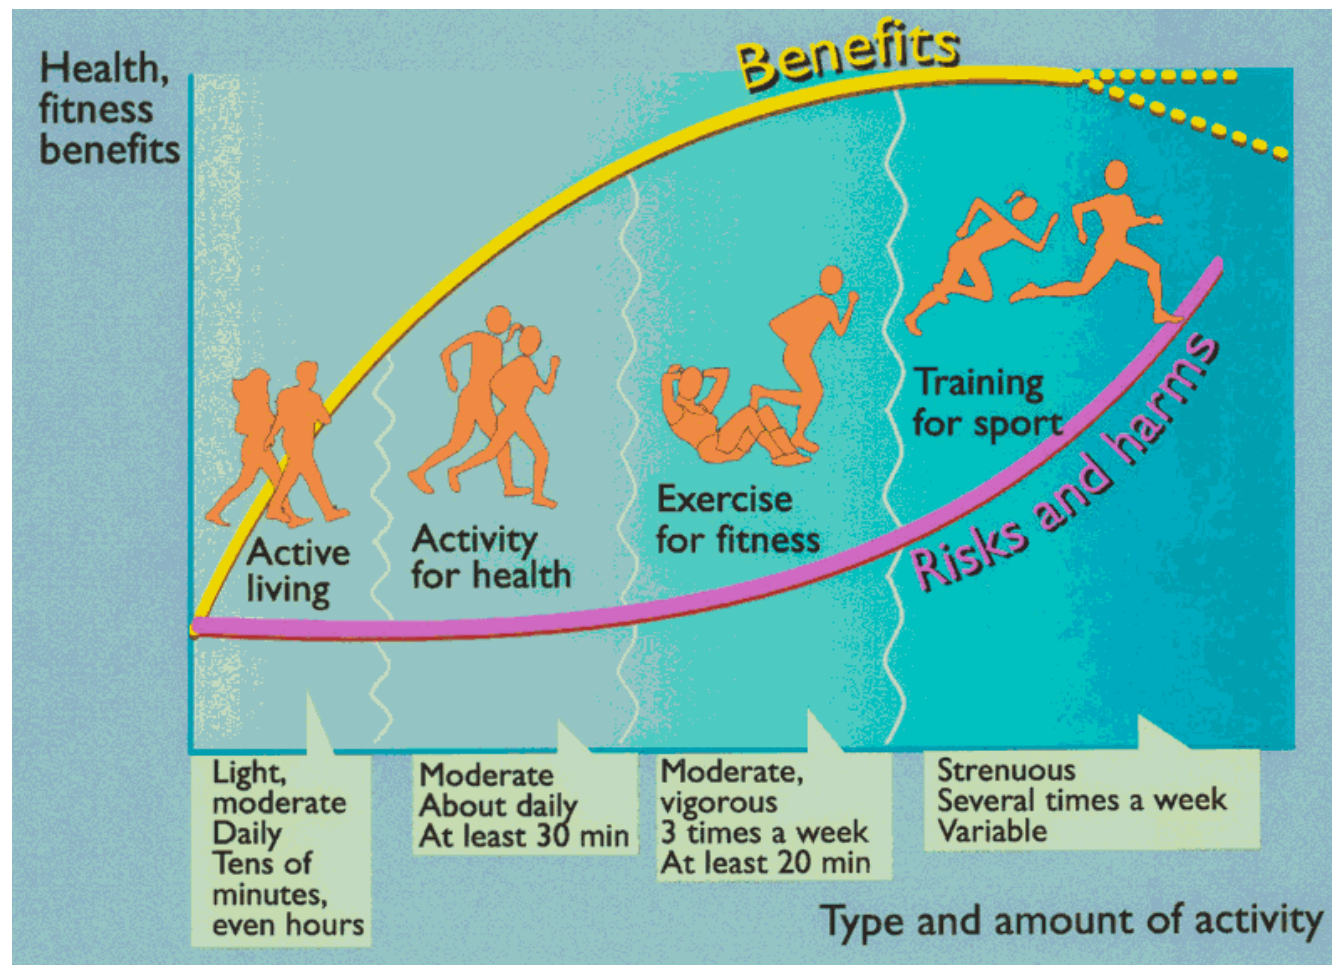 Health,
fitness
benefits
Benefits
Active
living
Activity
for health
Exercise
for fitness
Training
for sport
Risks and harms
Light,
moderate
Daily
Tens of
minutes,
even hours
Moderate
About daily
At least 30 min
Moderate,
vigorous
3 times a week
At least 20 min
Strenuous
Several times a week
Variable
Type and amount of activity